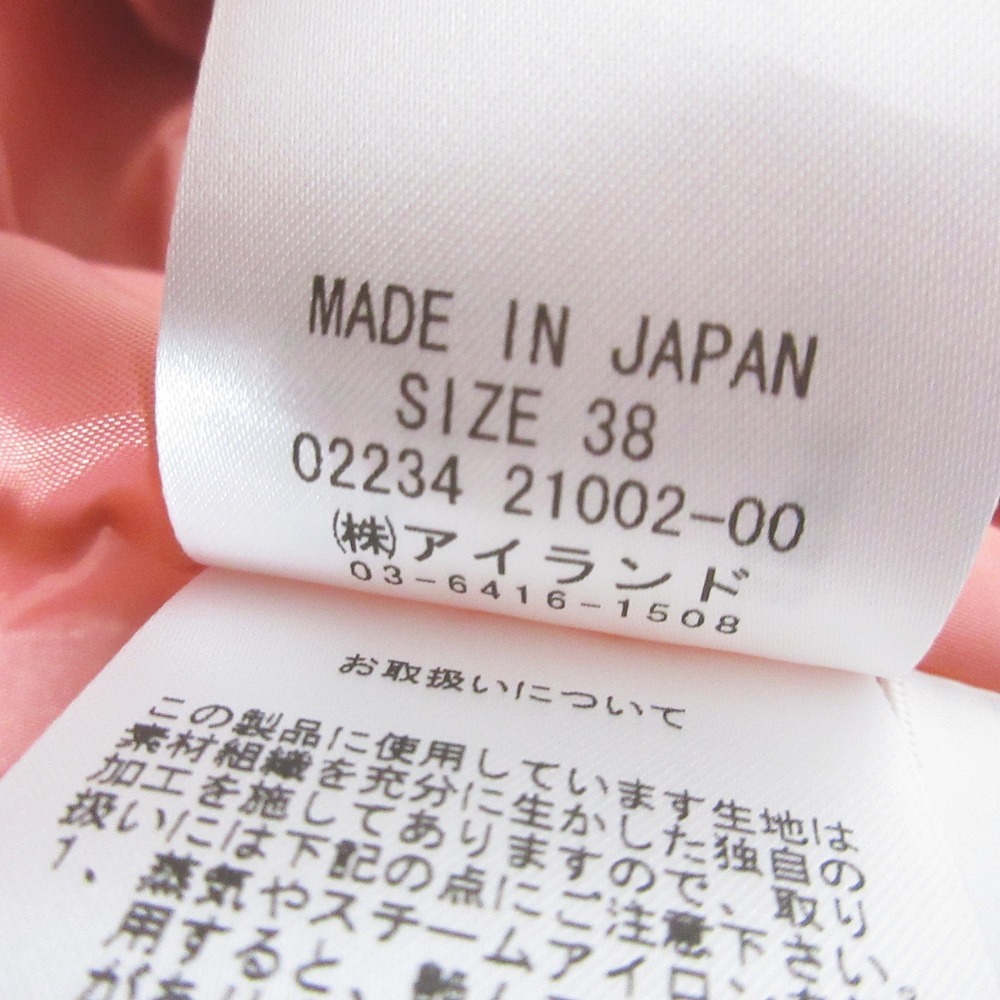 MADE IN JAPAN
SIZE 38
02234 21002-00
(株)アイランド
03-6416-1508
お取扱いについて
この製品に使用しています生地は
素材組織を充分に生かした独自の
加工を施してありますので、取り
扱いには下記の点にご注意下さい。
1、蒸気やスチームアイロン
用すると、
があ